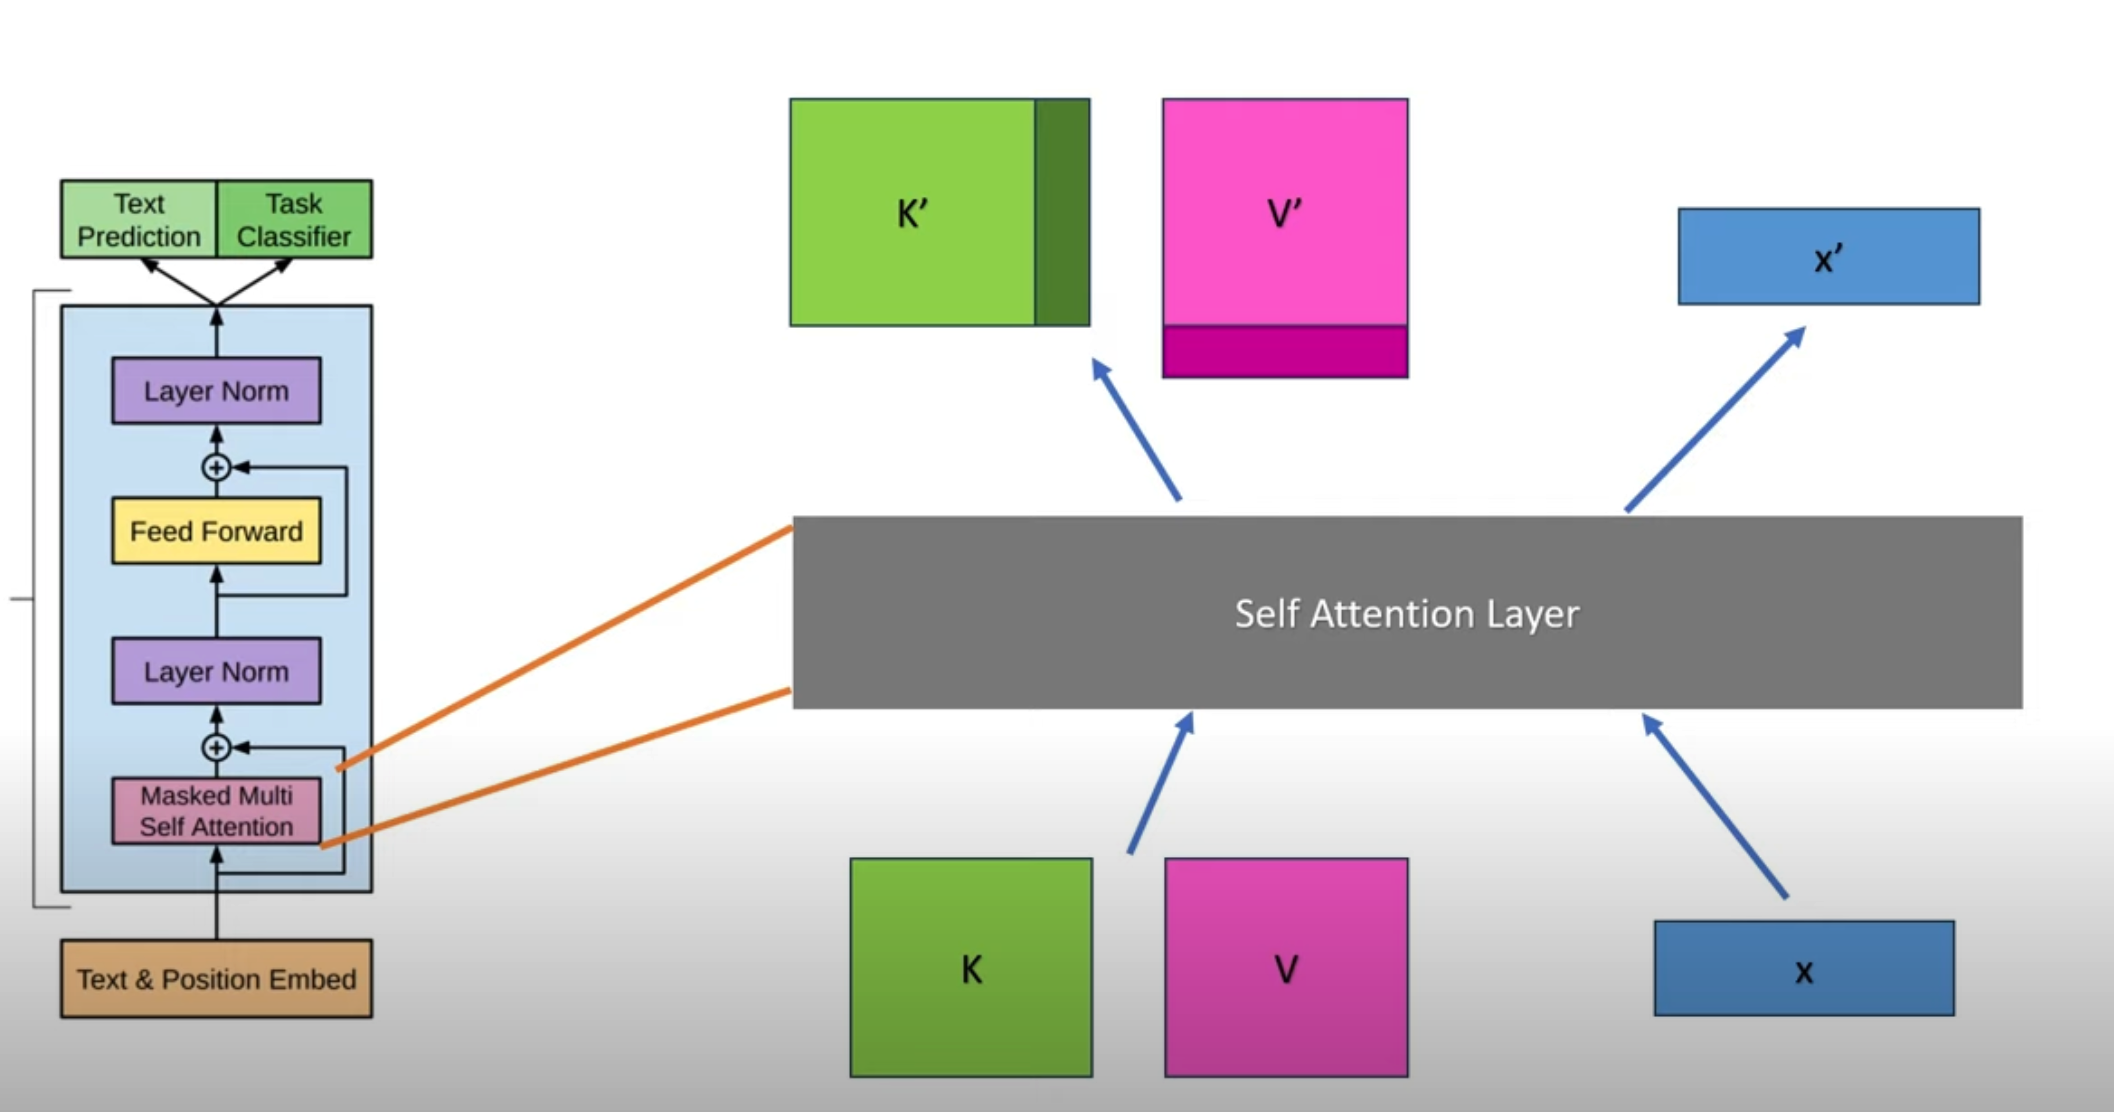 Text
Prediction
Task
Classifier
Layer Norm
Feed Forward
Layer Norm
Masked Multi
Self Attention
Text & Position Embed
K’
V’
x’
Self Attention Layer
K
V
x